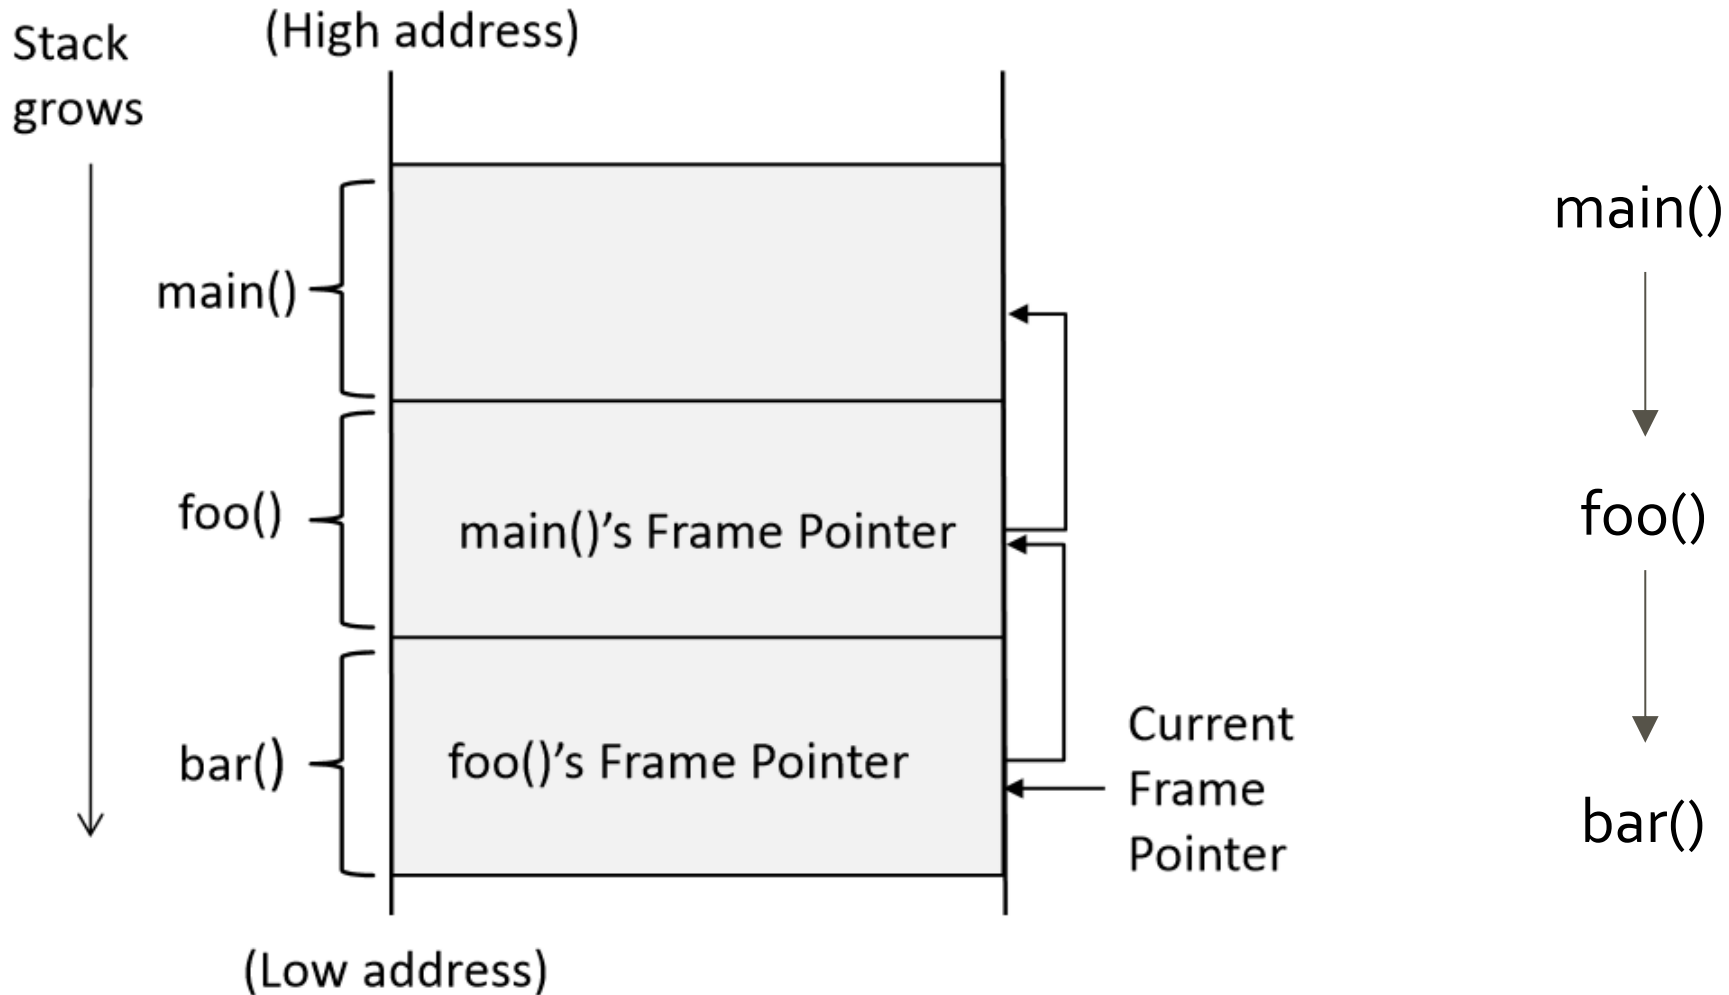 Stack
grows
(High address)
main()
foo()
main()’s Frame Pointer
bar()
foo()’s Frame Pointer
Current
Frame
Pointer
(Low address)
main()
foo()
bar()